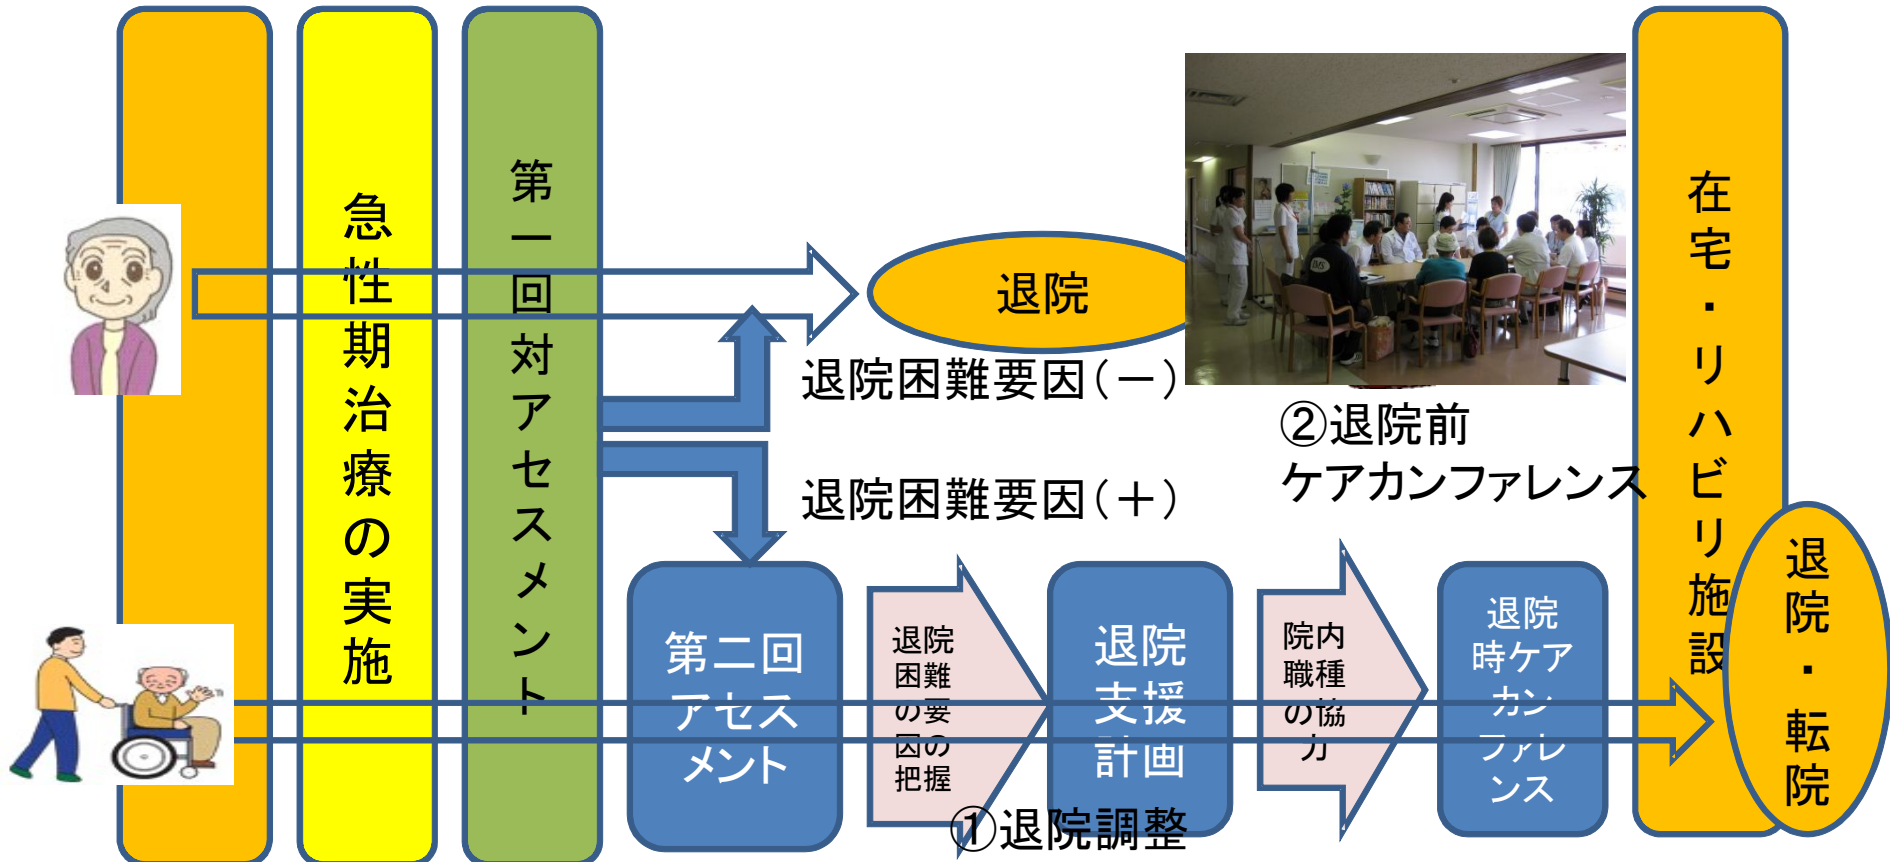 急性期治療の実施
第一回対アセスメント
退院
退院困難要因(－)
退院困難要因(＋)
②退院前
ケアカンファレンス
在宅・リハビリ施設
退院・転院
第二回
アセス
メント
退院
困難
の要
因の
把握
退院
支援
計画
院内
職種
の協
力
退院
時ケア
カン
ファレ
ンス
①退院調整